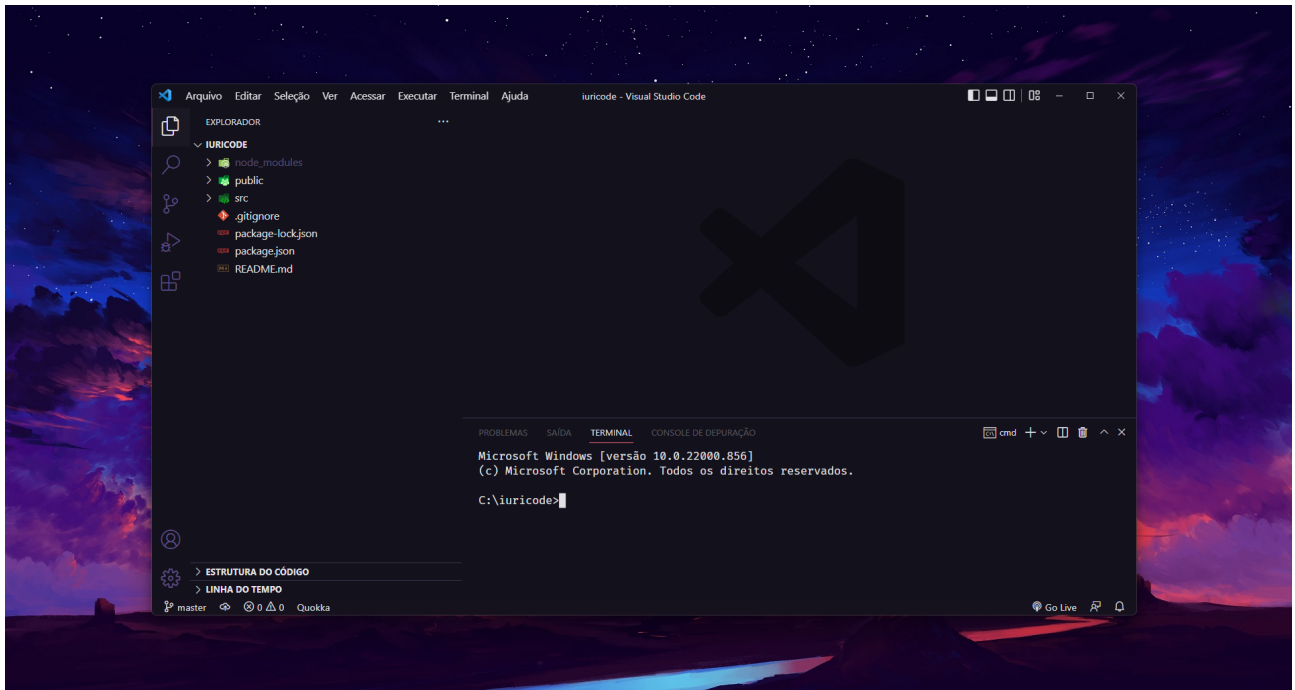 Arquivo Editar Seleção Ver Acessar Executar Terminal Ajuda iuricode - Visual Studio Code
EXPLORADOR
IURICODE
node_modules
public
src
.gitignore
package-lock.json
package.json
README.md
PROBLEMAS SAÍDA TERMINAL CONSOLE DE DEPURAÇÃO cmd
Microsoft Windows [versão 10.0.22000.856]
(c) Microsoft Corporation. Todos os direitos reservados.
C:\iuricode>
ESTRUTURA DO CÓDIGO
LINHA DO TEMPO
master 0 0 Quokka Go Live